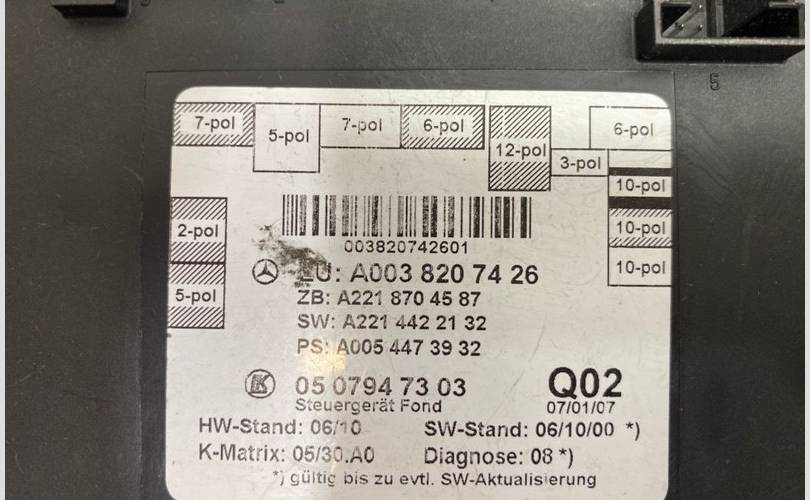 7-pol
5-pol
7-pol
6-pol
12-pol
3-pol
6-pol
10-pol
10-pol
10-pol
2-pol
5-pol
003820742601
LU: A003 820 74 26
ZB: A221 870 45 87
SW: A221 442 21 32
PS: A005 447 39 32
05 0794 73 03
Q02
Steuergerät Fond
07/01/07
HW-Stand: 06/10 SW-Stand: 06/10/00 *)
K-Matrix: 05/30.A0 Diagnose: 08 *)
*) gültig bis zu evtl. SW-Aktualisierung
5